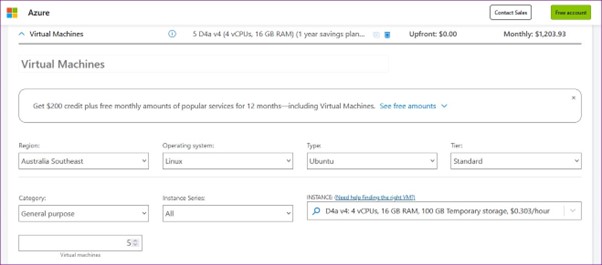 Azure
Contact Sales
Free account
Virtual Machines
5 D4a v4 (4 vCPUs, 16 GB RAM) (1 year savings plan...
Upfront: $0.00
Monthly: $1,203.93
Virtual Machines
Get $200 credit plus free monthly amounts of popular services for 12 months—including Virtual Machines. See free amounts
Region:
Operating system:
Type:
Tier:
Australia Southeast
Linux
Ubuntu
Standard
Category:
Instance Series:
INSTANCE: (Need help finding the right VM?)
General purpose
All
D4a v4: 4 vCPUs, 16 GB RAM, 100 GB Temporary storage, $0.303/hour
5
Virtual machines